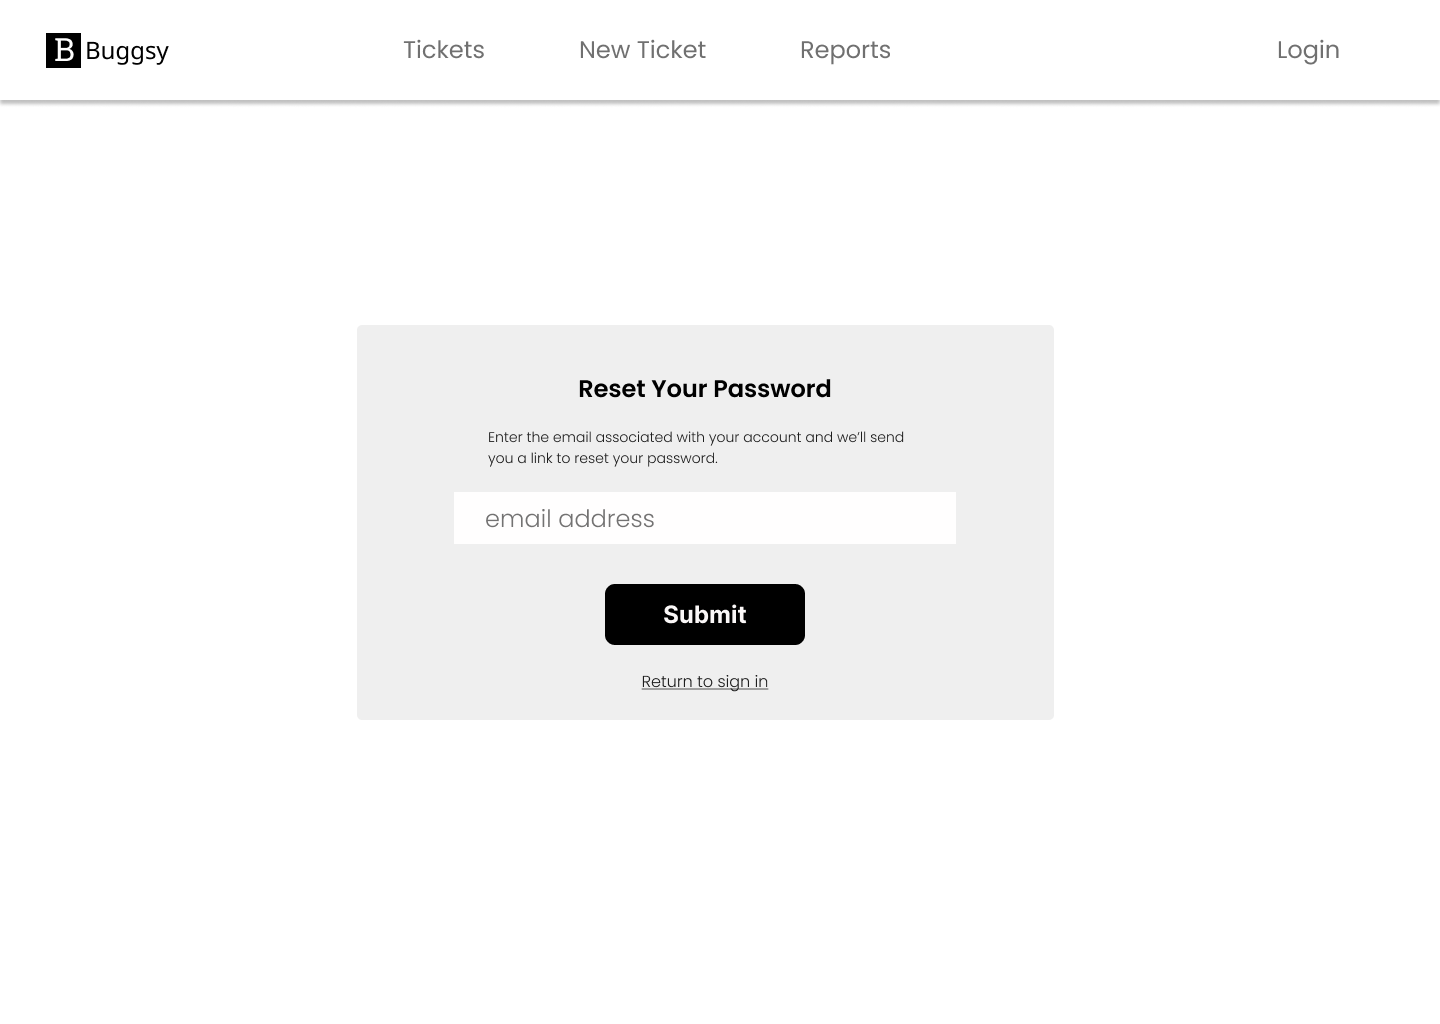 B Buggsy
Tickets
New Ticket
Reports
Login
Reset Your Password
Enter the email associated with your account and we’ll send
you a link to reset your password.
email address
Submit
Return to sign in